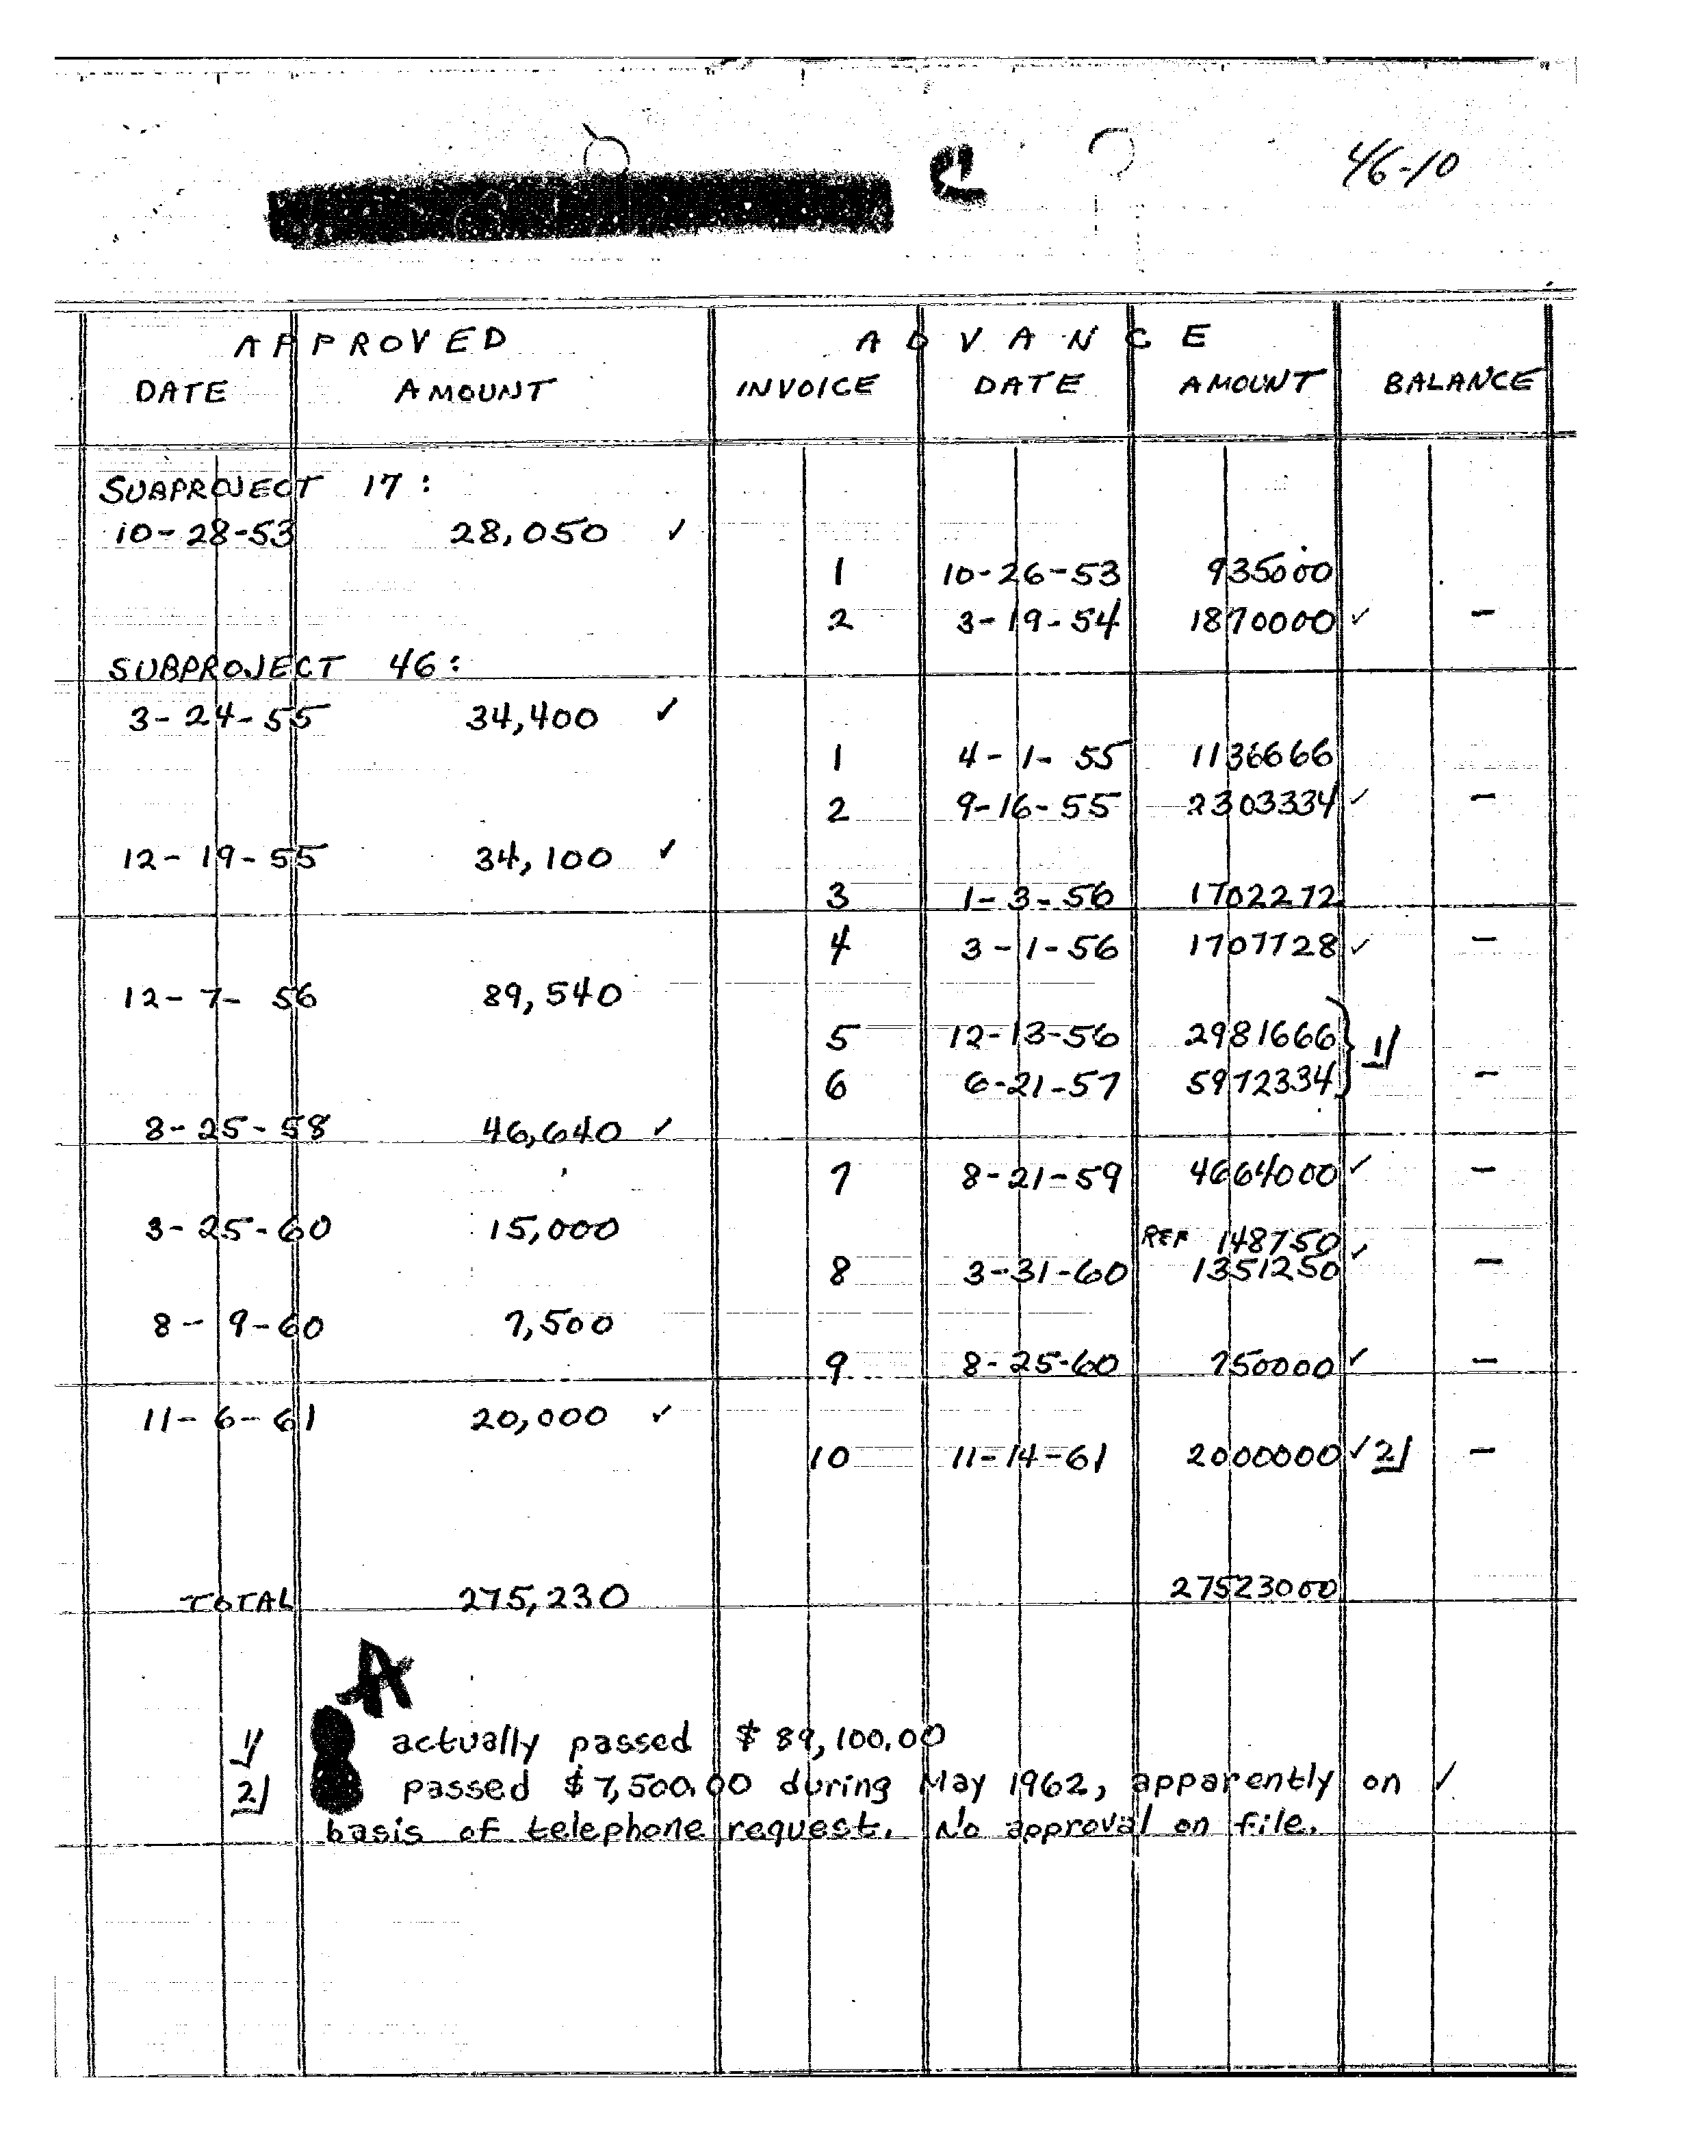 C
46-10
APPROVED ADVANCE
DATE AMOUNT INVOICE DATE AMOUNT BALANCE
SUBPROJECT 17:
10-28-53 28,050 ✓
1 10-26-53 935000
2 3-19-54 1870000 ✓ -
SUBPROJECT 46:
3-24-55 34,400 ✓
1 4-1-55 1136666
2 9-16-55 2303334 ✓ -
12-19-55 34,100 ✓
3 1-3-56 1702272
4 3-1-56 1707728 ✓ -
12-7-56 89,540
5 12-13-56 2981666 } 1/
6 6-21-57 5972334 -
8-25-58 46,640 ✓
7 8-21-59 4664000 ✓ -
3-25-60 15,000
REF 148750
8 3-31-60 1351250 ✓ -
8-9-60 7,500
9 8-25-60 750000 ✓ -
11-6-61 20,000 ✓
10 11-14-61 2000000 ✓ 2/ -
TOTAL 275,230 27523000
A
1/ actually passed $89,100.00
2/ passed $7,500.00 during May 1962, apparently on ✓
basis of telephone request. No approval on file.